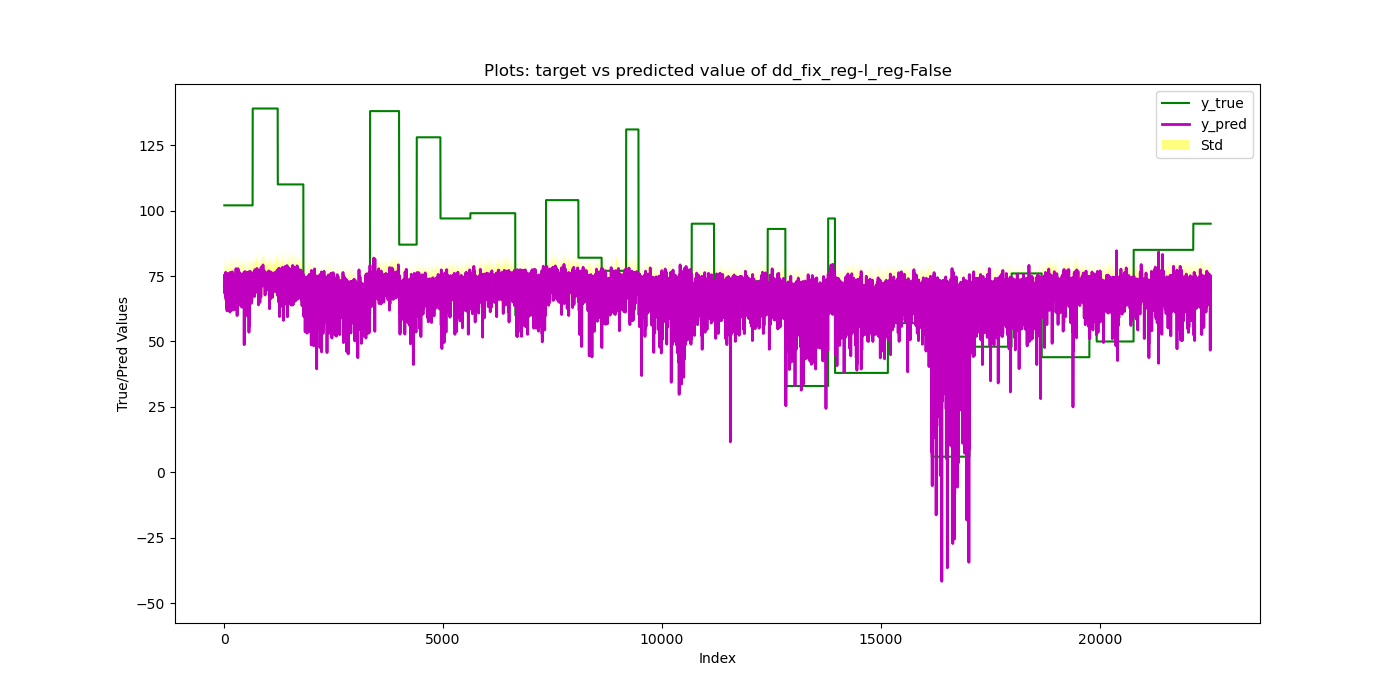 Plots: target vs predicted value of dd_fix_reg-l_reg-False
y_true
y_pred
Std
True/Pred Values
125
100
75
50
25
0
−25
−50
0 5000 10000 15000 20000
Index